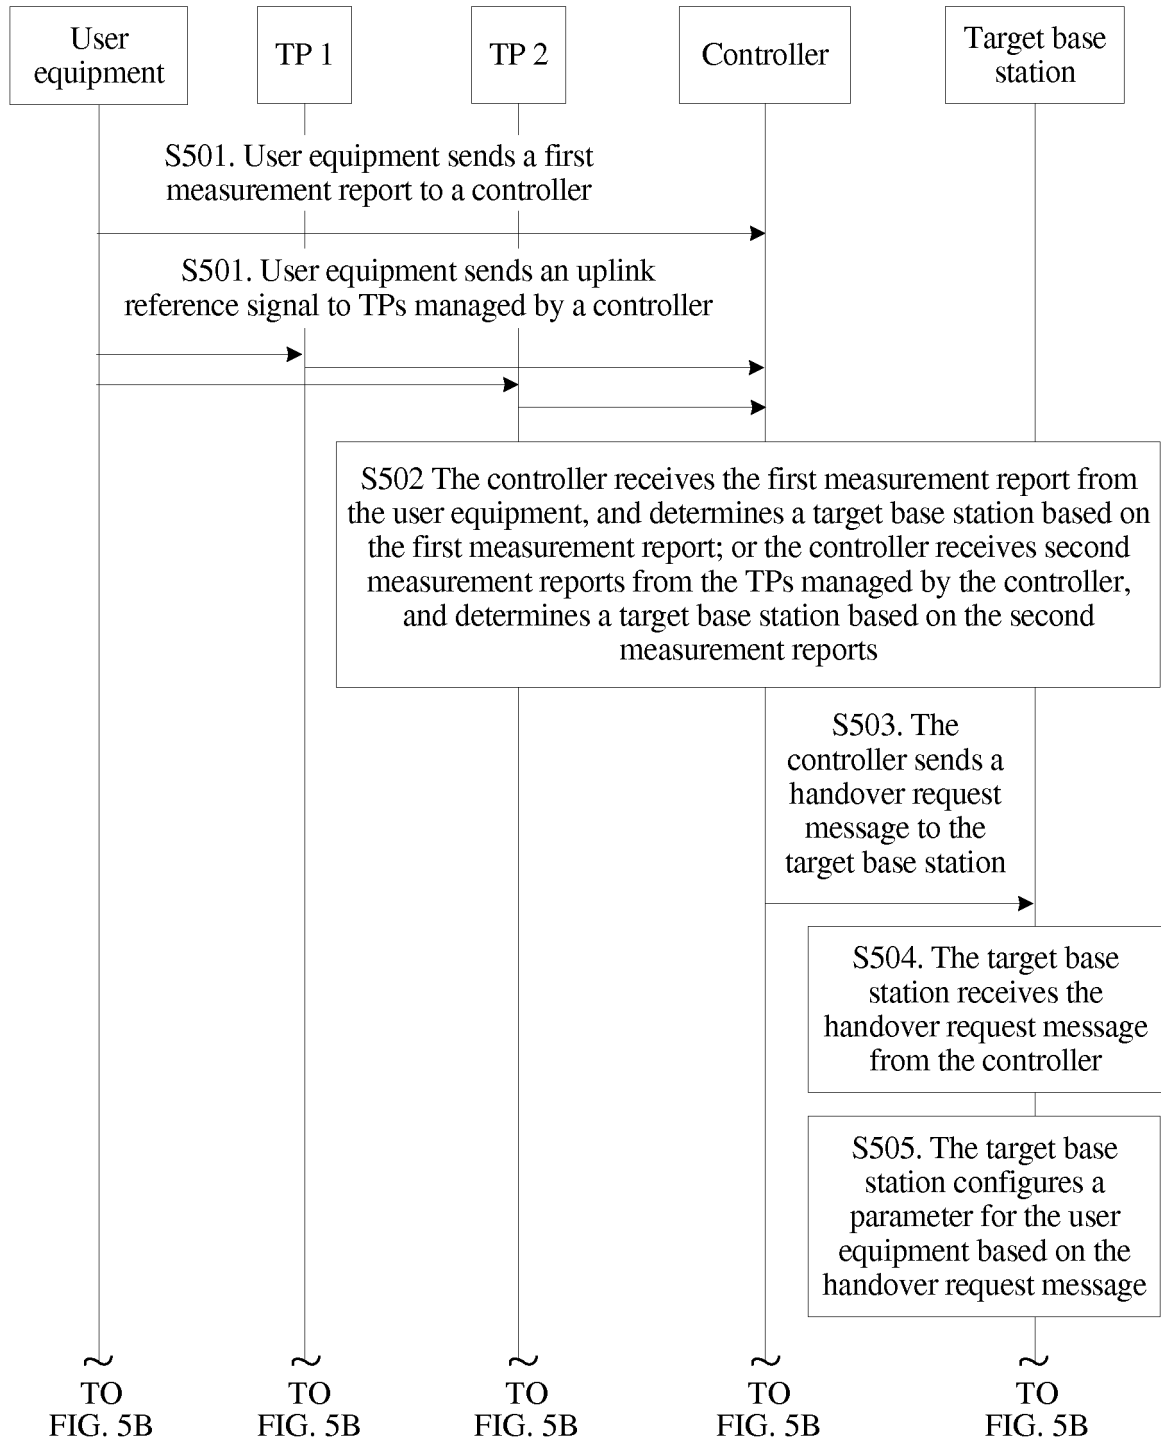 User
equipment
TP 1
TP 2
Controller
Target base
station
S501. User equipment sends a first
measurement report to a controller
S501. User equipment sends an uplink
reference signal to TPs managed by a controller
S502 The controller receives the first measurement report from
the user equipment, and determines a target base station based on
the first measurement report; or the controller receives second
measurement reports from the TPs managed by the controller,
and determines a target base station based on the second
measurement reports
S503. The
controller sends a
handover request
message to the
target base station
S504. The target base
station receives the
handover request message
from the controller
S505. The target base
station configures a
parameter for the user
equipment based on the
handover request message
TO
FIG. 5B
TO
FIG. 5B
TO
FIG. 5B
TO
FIG. 5B
TO
FIG. 5B